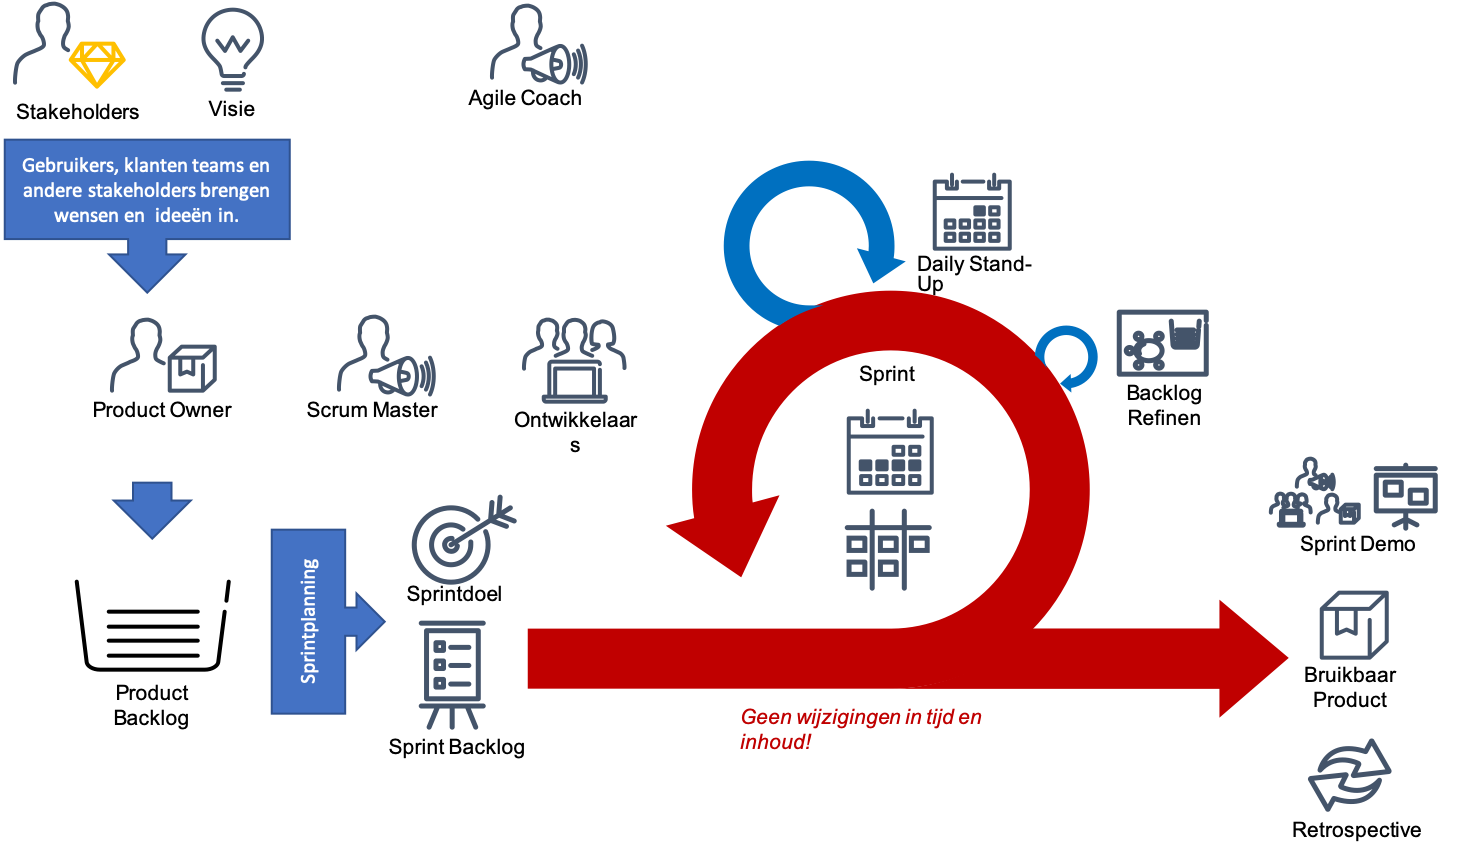 Stakeholders
Visie
Agile Coach
Gebruikers, klanten teams en
andere stakeholders brengen
wensen en ideeën in.
Daily Stand-
Up
Product Owner
Scrum Master
Ontwikkelaar
s
Sprint
Backlog
Refinen
Sprint Demo
Sprintplanning
Sprintdoel
Product
Backlog
Sprint Backlog
Geen wijzigingen in tijd en
inhoud!
Bruikbaar
Product
Retrospective